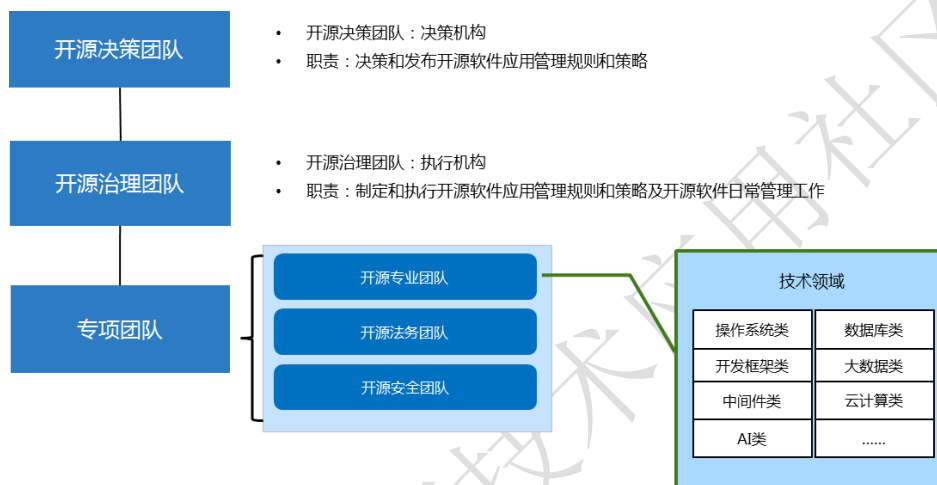 开源决策团队
• 开源决策团队：决策机构
• 职责：决策和发布开源软件应用管理规则和策略
开源治理团队
• 开源治理团队：执行机构
• 职责：制定和执行开源软件应用管理规则和策略及开源软件日常管理工作
专项团队
开源专业团队
开源法务团队
开源安全团队
技术领域
操作系统类 数据库类
开发框架类 大数据类
中间件类 云计算类
AI类 ......
技术应用社区